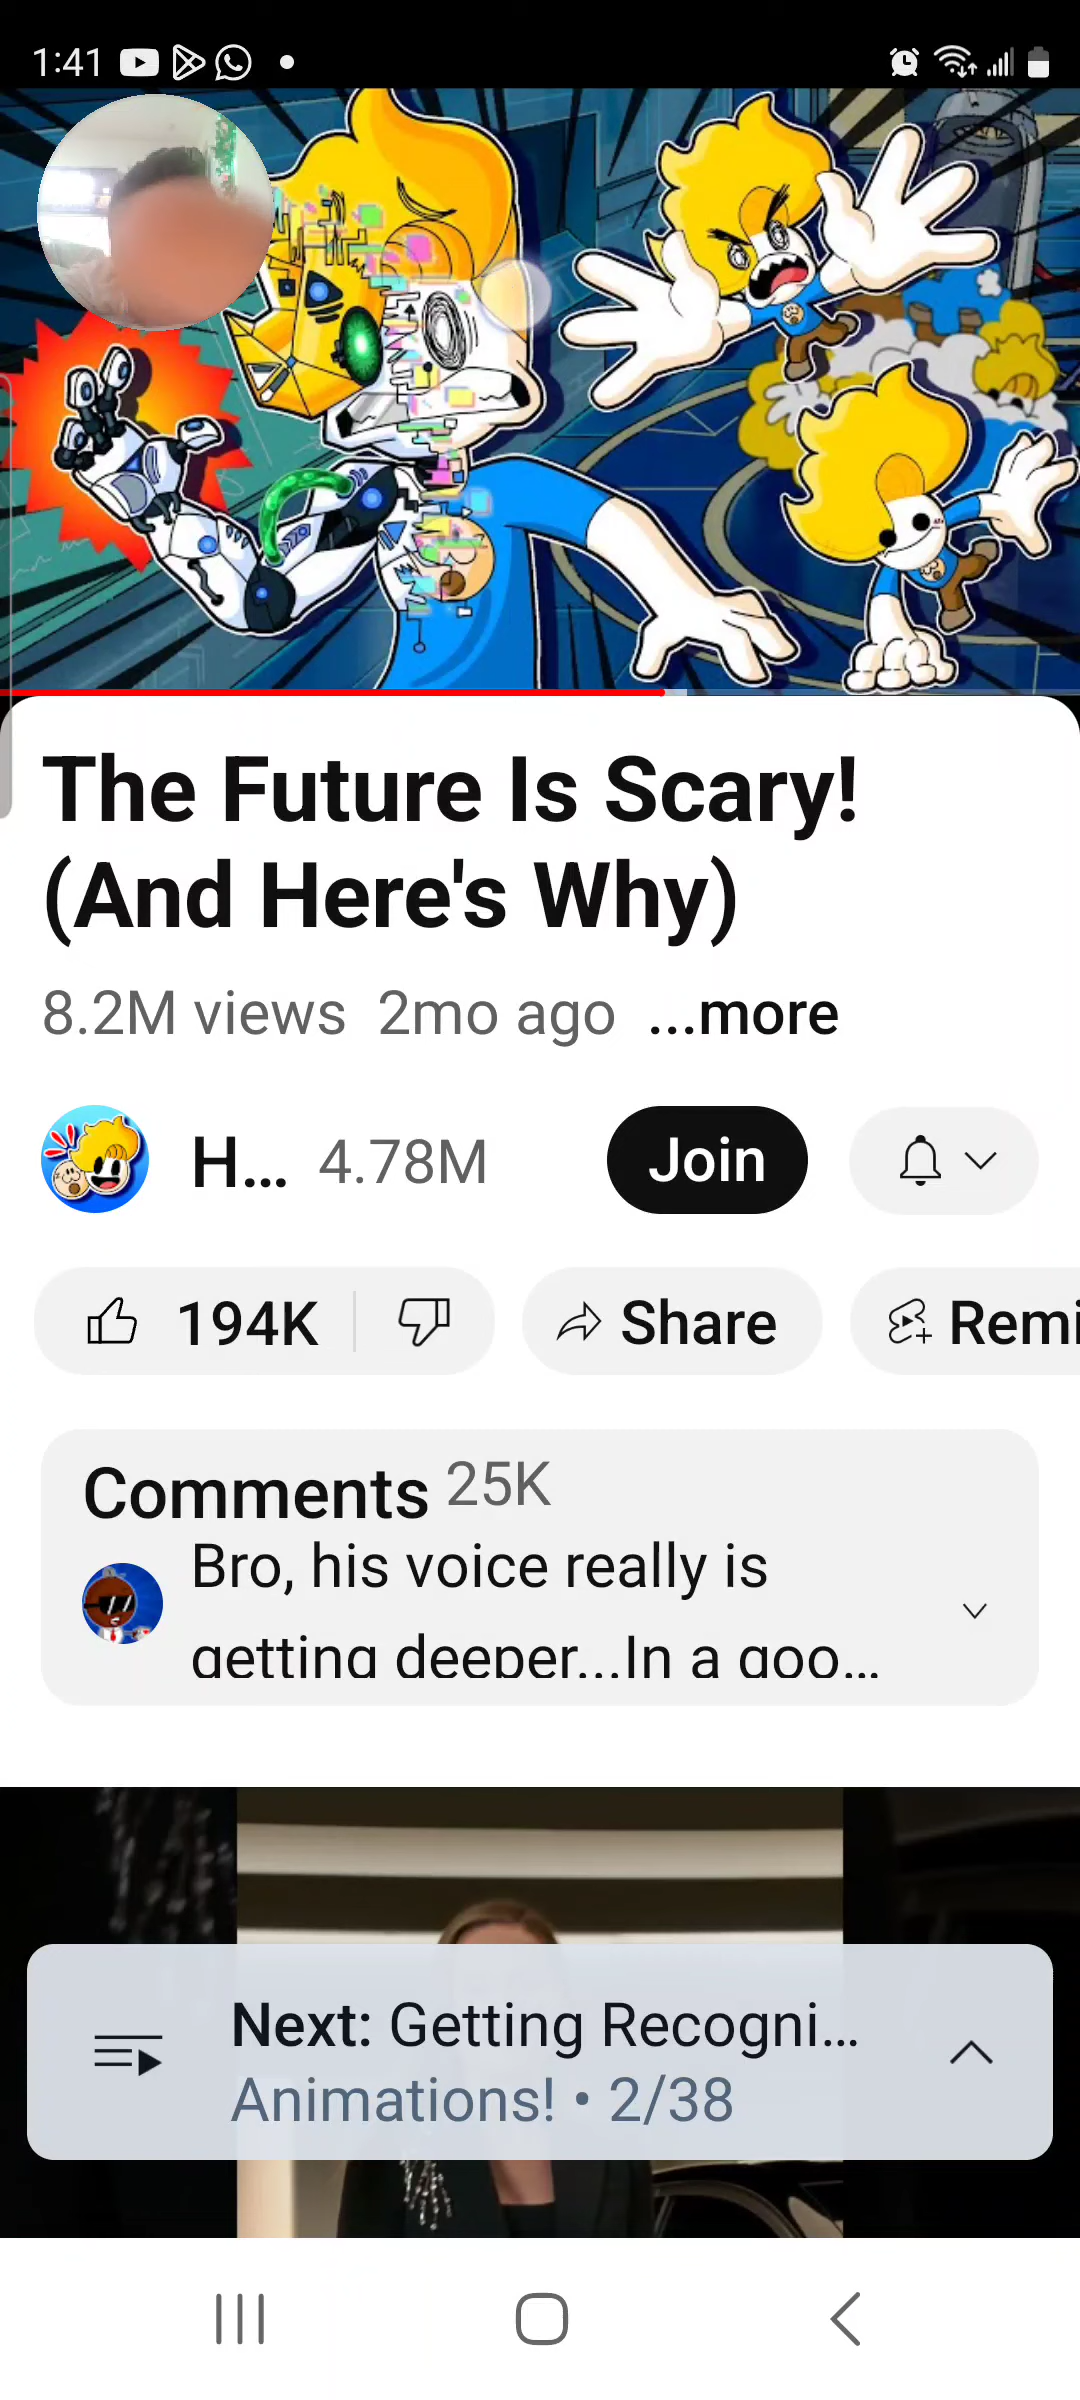 1:41
The Future Is Scary!
(And Here's Why)
8.2M views 2mo ago ...more
H... 4.78M Join
194K Share Remi
Comments 25K
Bro, his voice really is
getting deeper...In a goo...
Next: Getting Recogni...
Animations! • 2/38